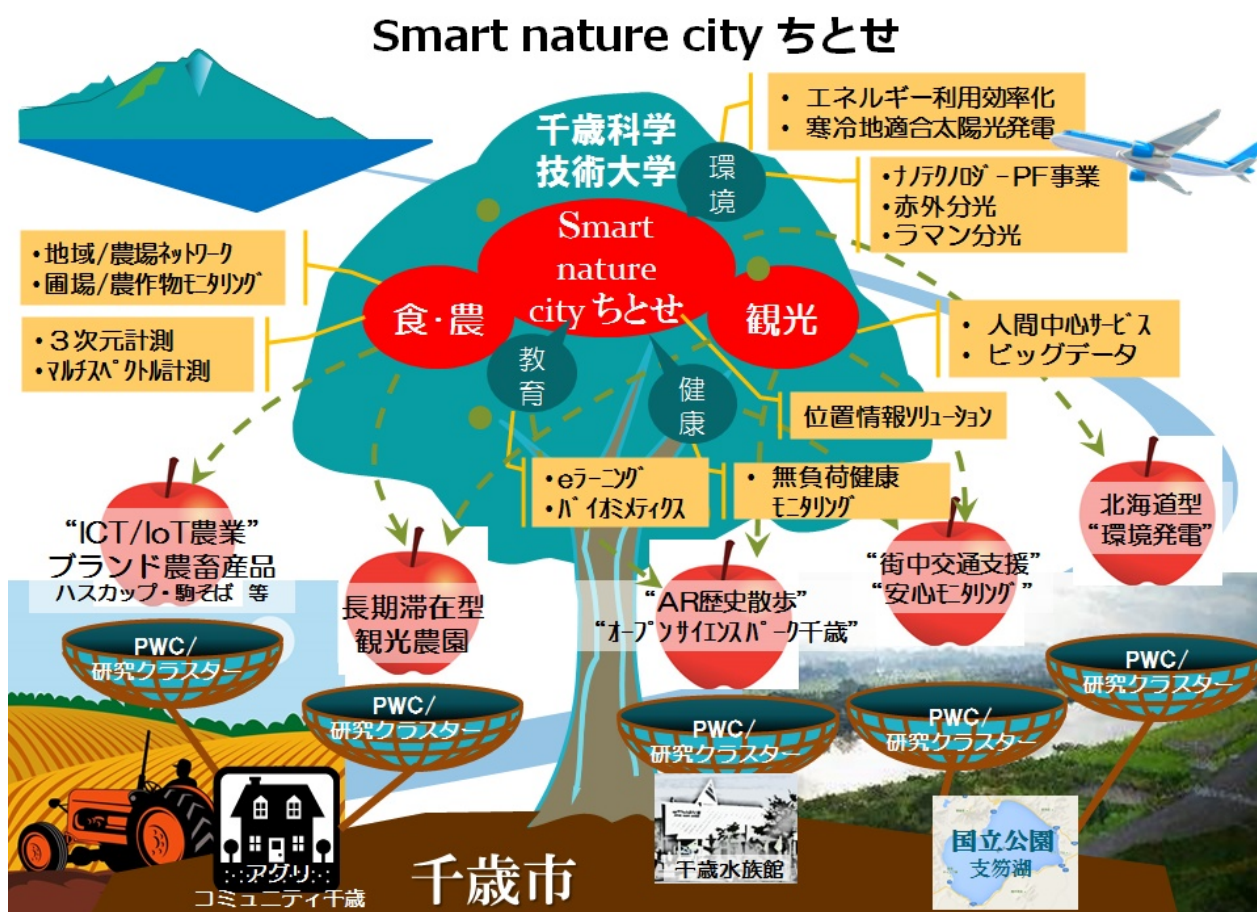 Smart nature city ちとせ
・ エネルギー利用効率化
・ 寒冷地適合太陽光発電
千歳科学
技術大学
環境
・ナノテクノロジーPF事業
・赤外分光
・ラマン分光
Smart
nature
city ちとせ
・地域/農場ネットワーク
・圃場/農作物モニタリング
食・農
観光
・３次元計測
・マルチスペクトル計測
・ 人間中心サービス
・ ビッグデータ
教育
健康
位置情報ソリューション
・eラーニング
・バイオミメティクス
・ 無負荷健康
モニタリング
“ICT/IoT農業”
ブランド農畜産品
ハスカップ・駒そば 等
長期滞在型
観光農園
“AR歴史散歩”
“オープンサイエンスパーク千歳”
“街中交通支援”
“安心モニタリング”
北海道型
“環境発電”
PWC/
研究クラスター
PWC/
研究クラスター
PWC/
研究クラスター
PWC/
研究クラスター
PWC/
研究クラスター
アグリ
コミュニティ千歳
千歳市
千歳水族館
国立公園
支笏湖